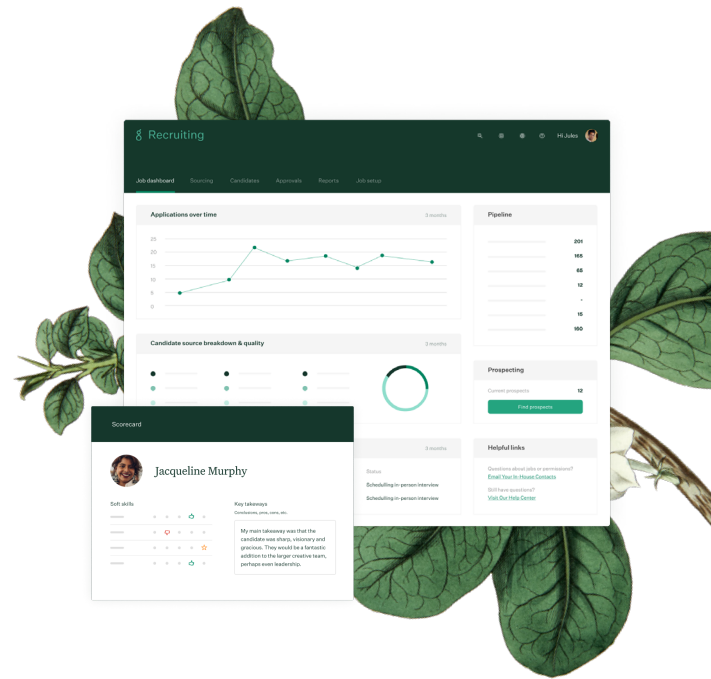 Recruiting
Hi Jules
Job dashboard Sourcing Candidates Approvals Reports Job setup
Applications over time 3 months
25
20
15
10
5
0
Pipeline
201
165
65
12
-
15
160
Candidate source breakdown & quality 3 months
Prospecting
Current prospects 12
Find prospects
3 months
Status
Scheduling in-person interview
Scheduling in-person interview
Helpful links
Questions about jobs or permissions?
Email Your In-House Contacts
Still have questions?
Visit Our Help Center
Scorecard
Jacqueline Murphy
Soft skills
Key takeaways
Conlusions, pros, cons, etc.
My main takeaway was that the
candidate was sharp, visionary and
gracious. They would be a fantastic
addition to the larger creative team,
perhaps even leadership.